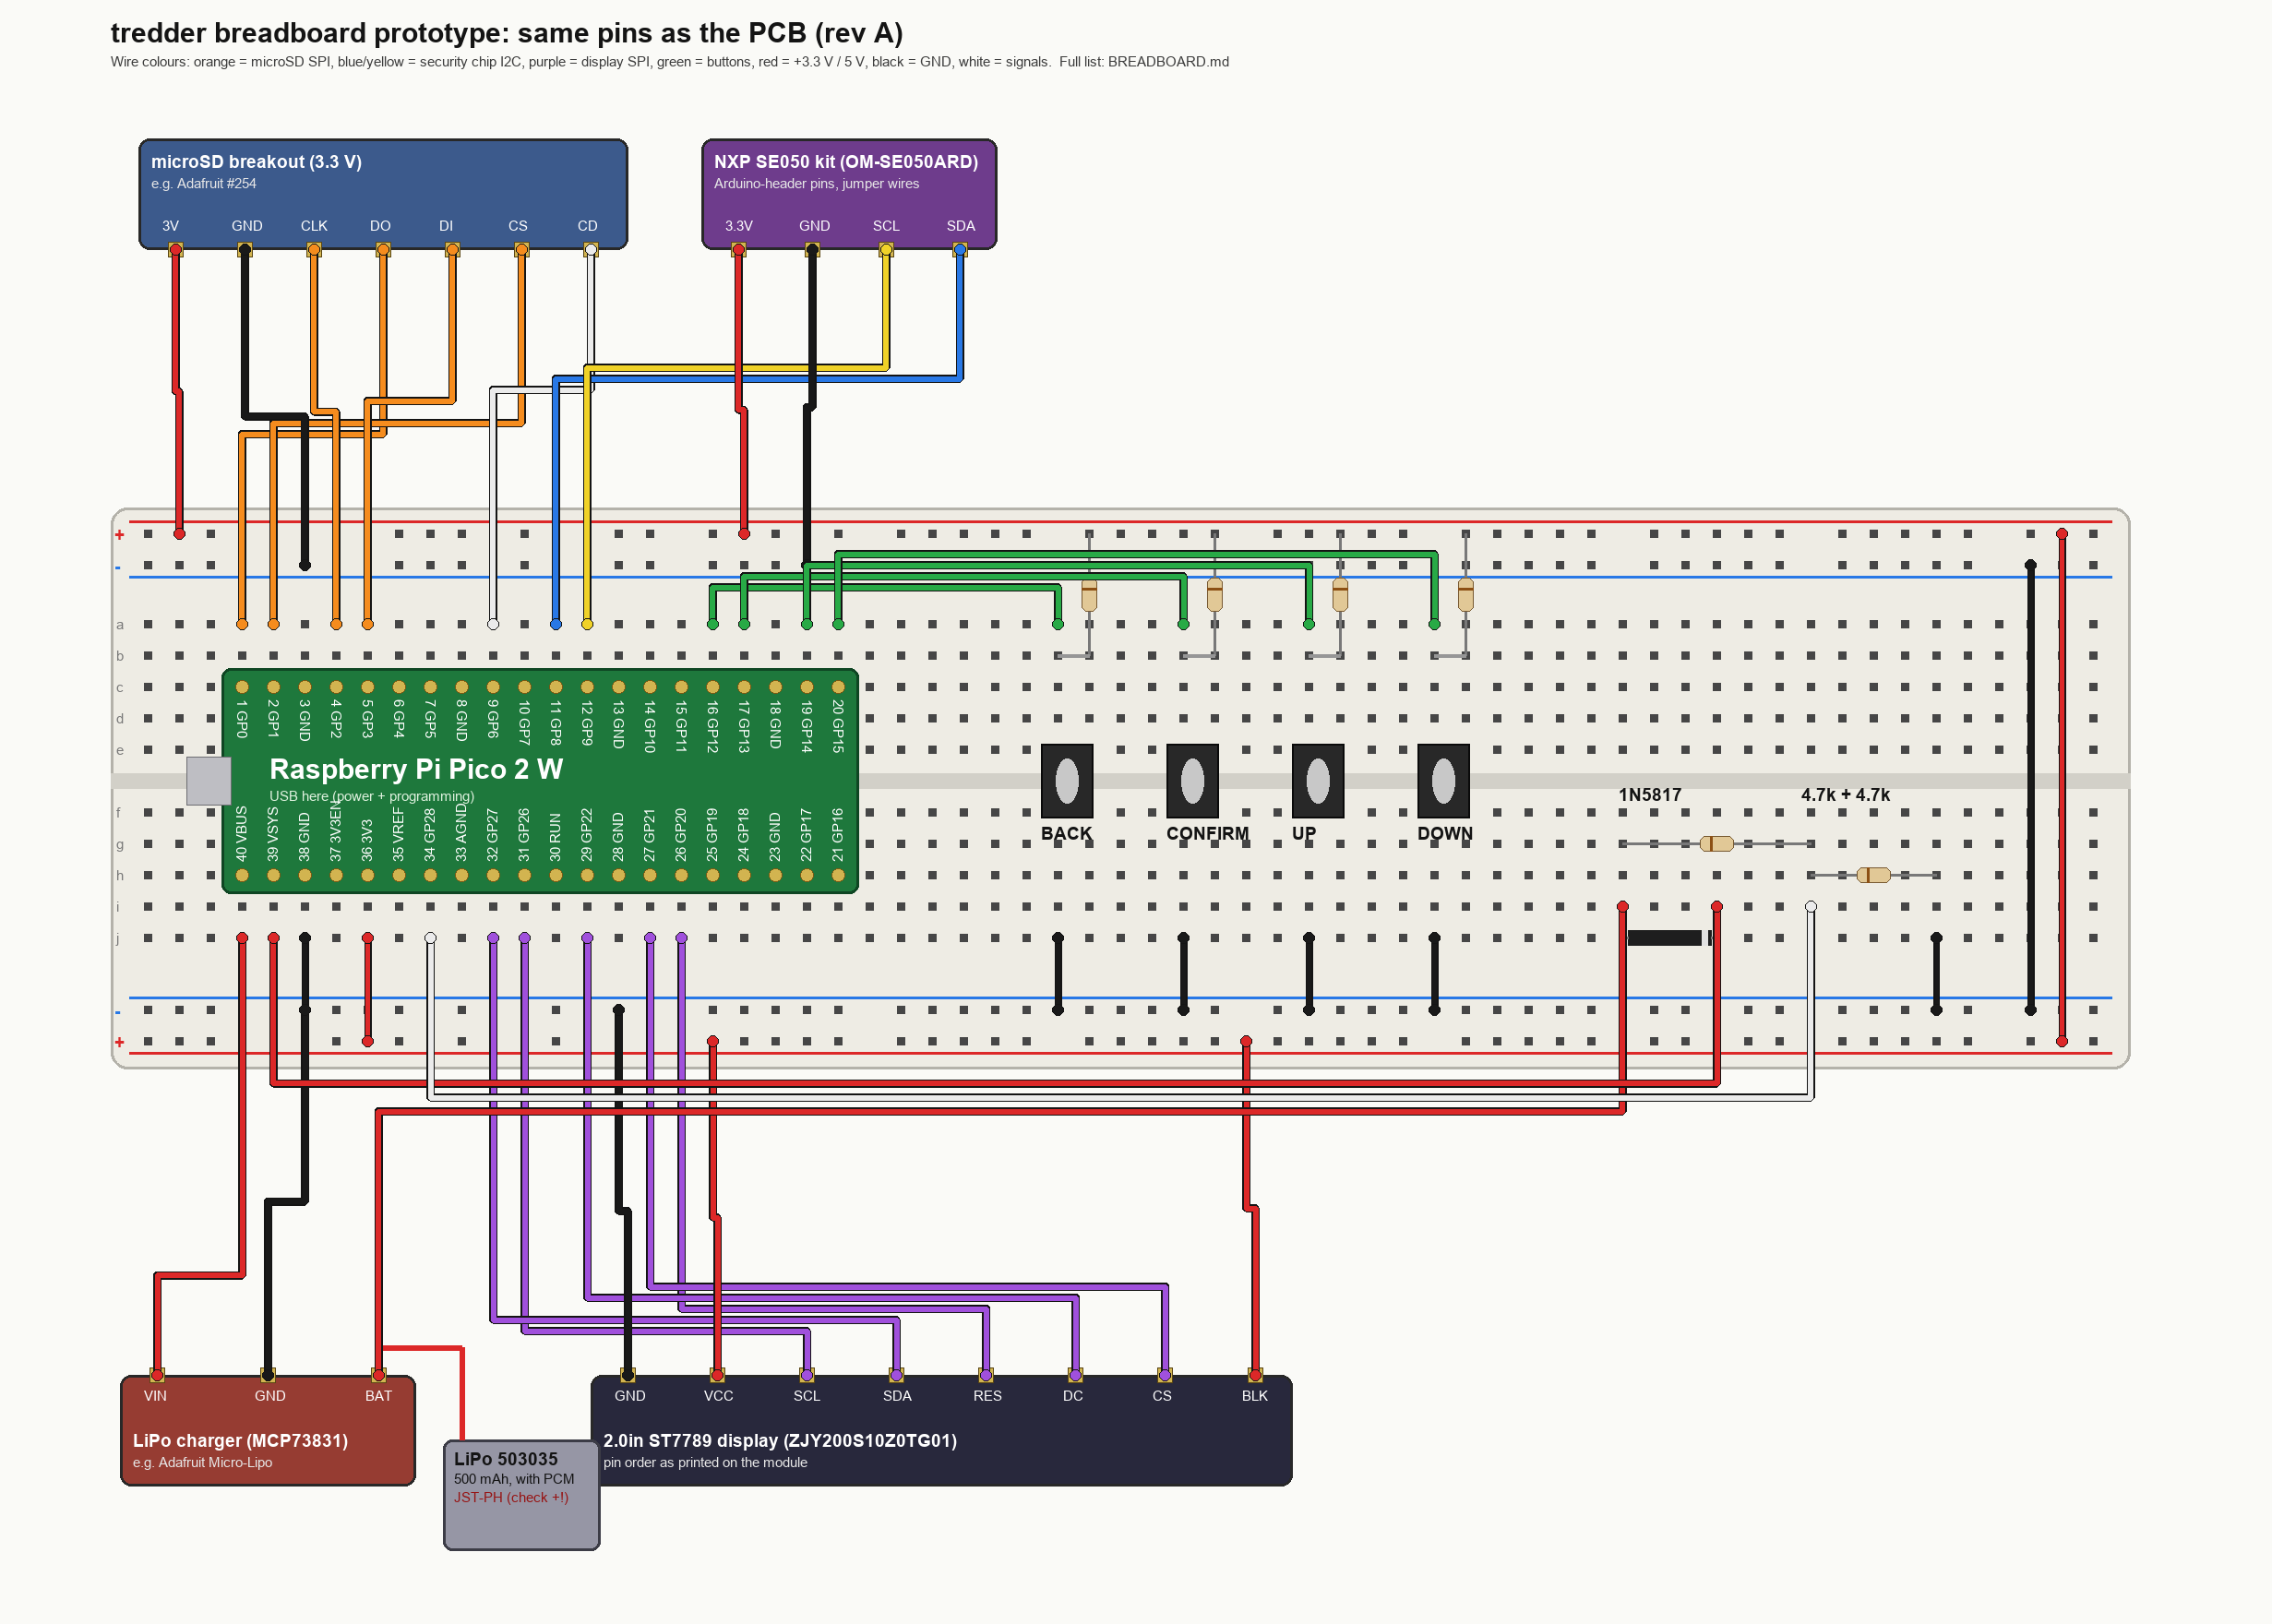 tredder breadboard prototype: same pins as the PCB (rev A)
Wire colours: orange = microSD SPI, blue/yellow = security chip I2C, purple = display SPI, green = buttons, red = +3.3 V / 5 V, black = GND, white = signals.  Full list: BREADBOARD.md
microSD breakout (3.3 V)
e.g. Adafruit #254
3V GND CLK DO DI CS CD
NXP SE050 kit (OM-SE050ARD)
Arduino-header pins, jumper wires
3.3V GND SCL SDA
+
-
a
b
c
d
e
f
g
h
i
j
-
+
1 GP0
2 GP1
3 GND
4 GP2
5 GP3
6 GP4
7 GP5
8 GND
9 GP6
10 GP7
11 GP8
12 GP9
13 GND
14 GP10
15 GP11
16 GP12
17 GP13
18 GND
19 GP14
20 GP15
Raspberry Pi Pico 2 W
USB here (power + programming)
40 VBUS
39 VSYS
38 GND
37 3V3EN
36 3V3
35 VREF
34 GP28
33 AGND
32 GP27
31 GP26
30 RUN
29 GP22
28 GND
27 GP21
26 GP20
25 GP19
24 GP18
23 GND
22 GP17
21 GP16
BACK
CONFIRM
UP
DOWN
1N5817
4.7k + 4.7k
VIN GND BAT
LiPo charger (MCP73831)
e.g. Adafruit Micro-Lipo
LiPo 503035
500 mAh, with PCM
JST-PH (check +!)
GND VCC SCL SDA RES DC CS BLK
2.0in ST7789 display (ZJY200S10Z0TG01)
pin order as printed on the module